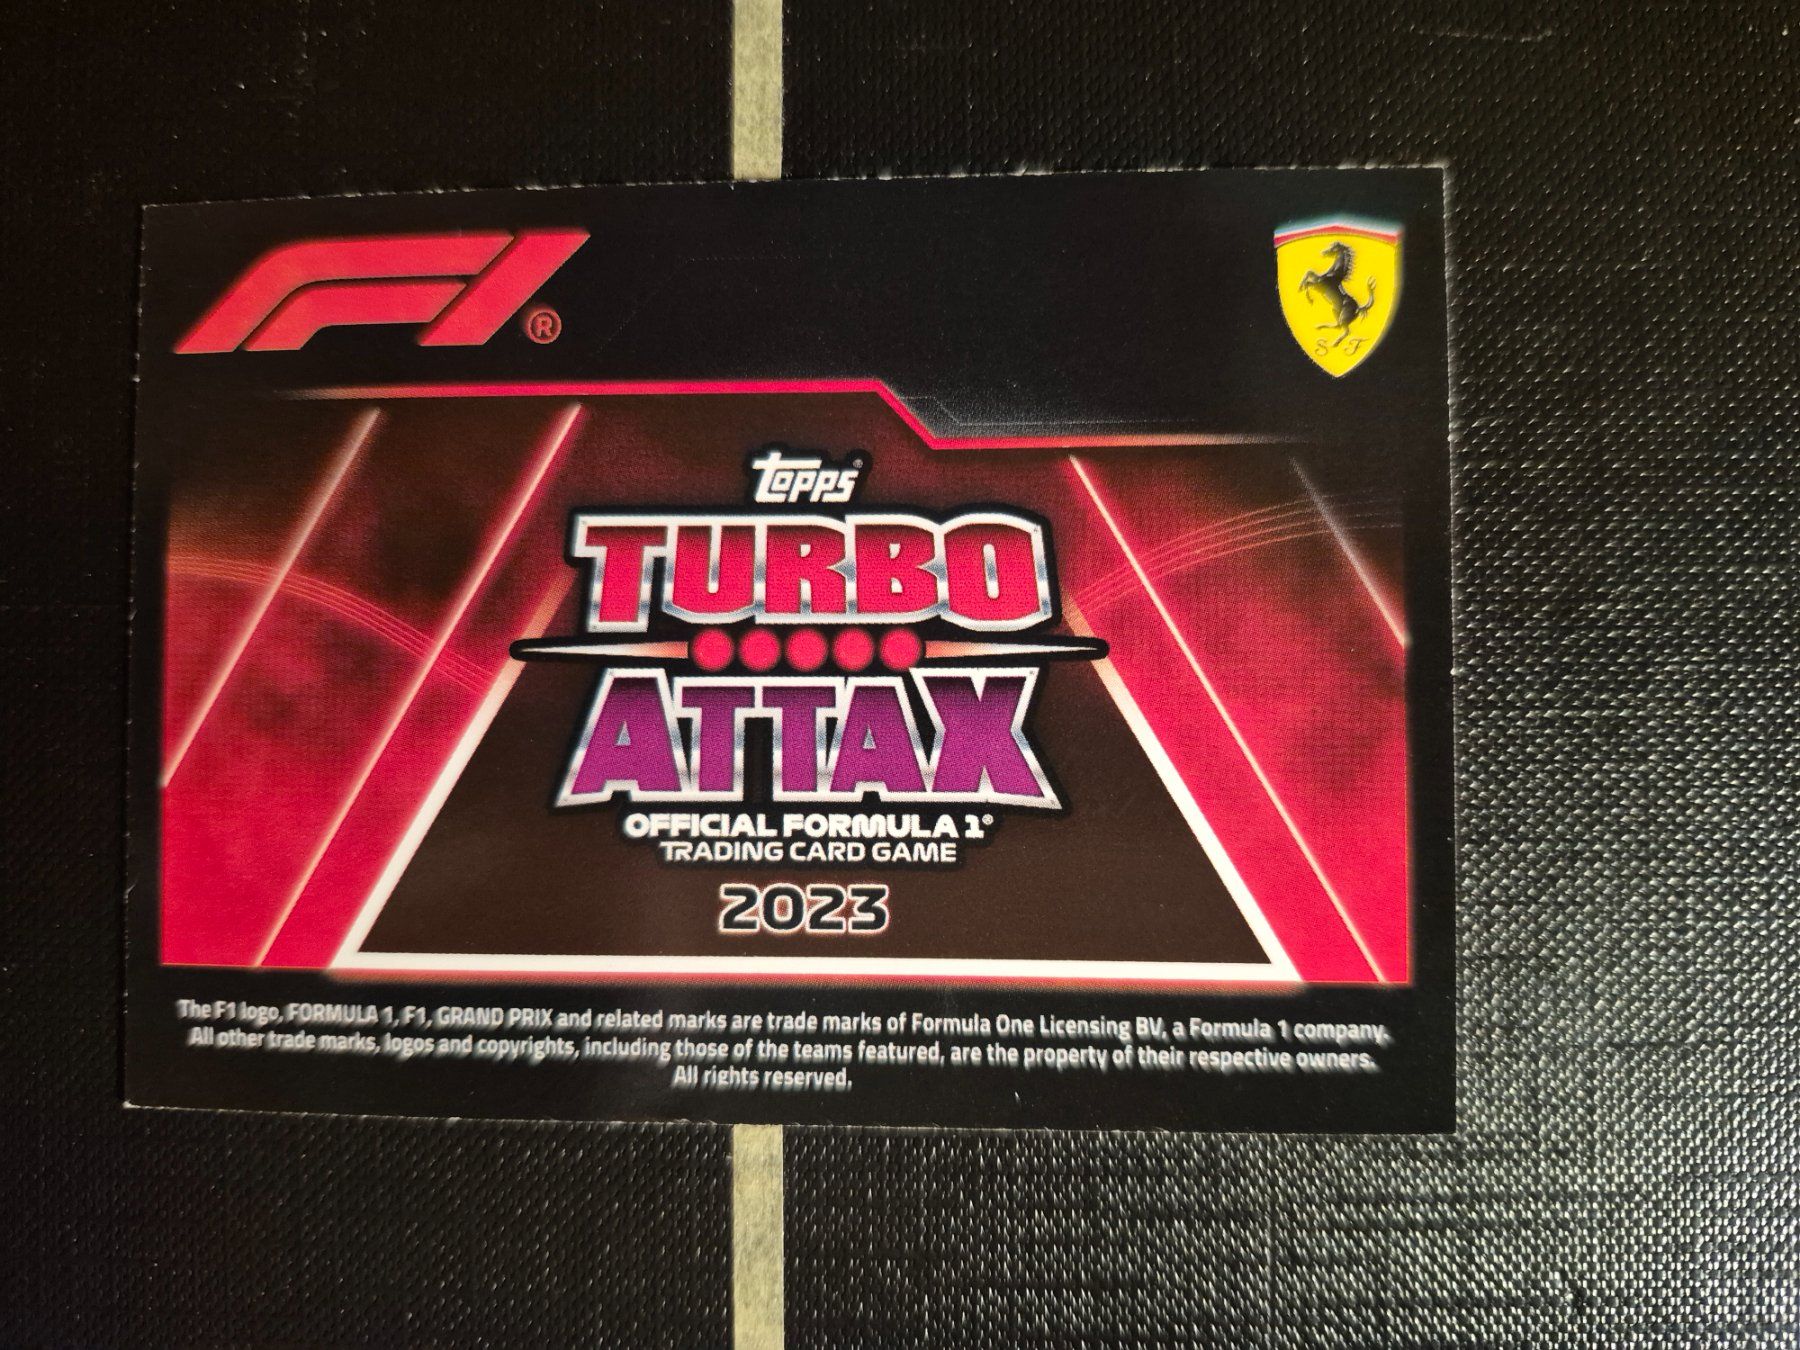 F1®
S F
Topps®
TURBO
ATTAX
OFFICIAL FORMULA 1®
TRADING CARD GAME
2023
The F1 logo, FORMULA 1, F1, GRAND PRIX and related marks are trade marks of Formula One Licensing BV, a Formula 1 company.
All other trade marks, logos and copyrights, including those of the teams featured, are the property of their respective owners.
All rights reserved.